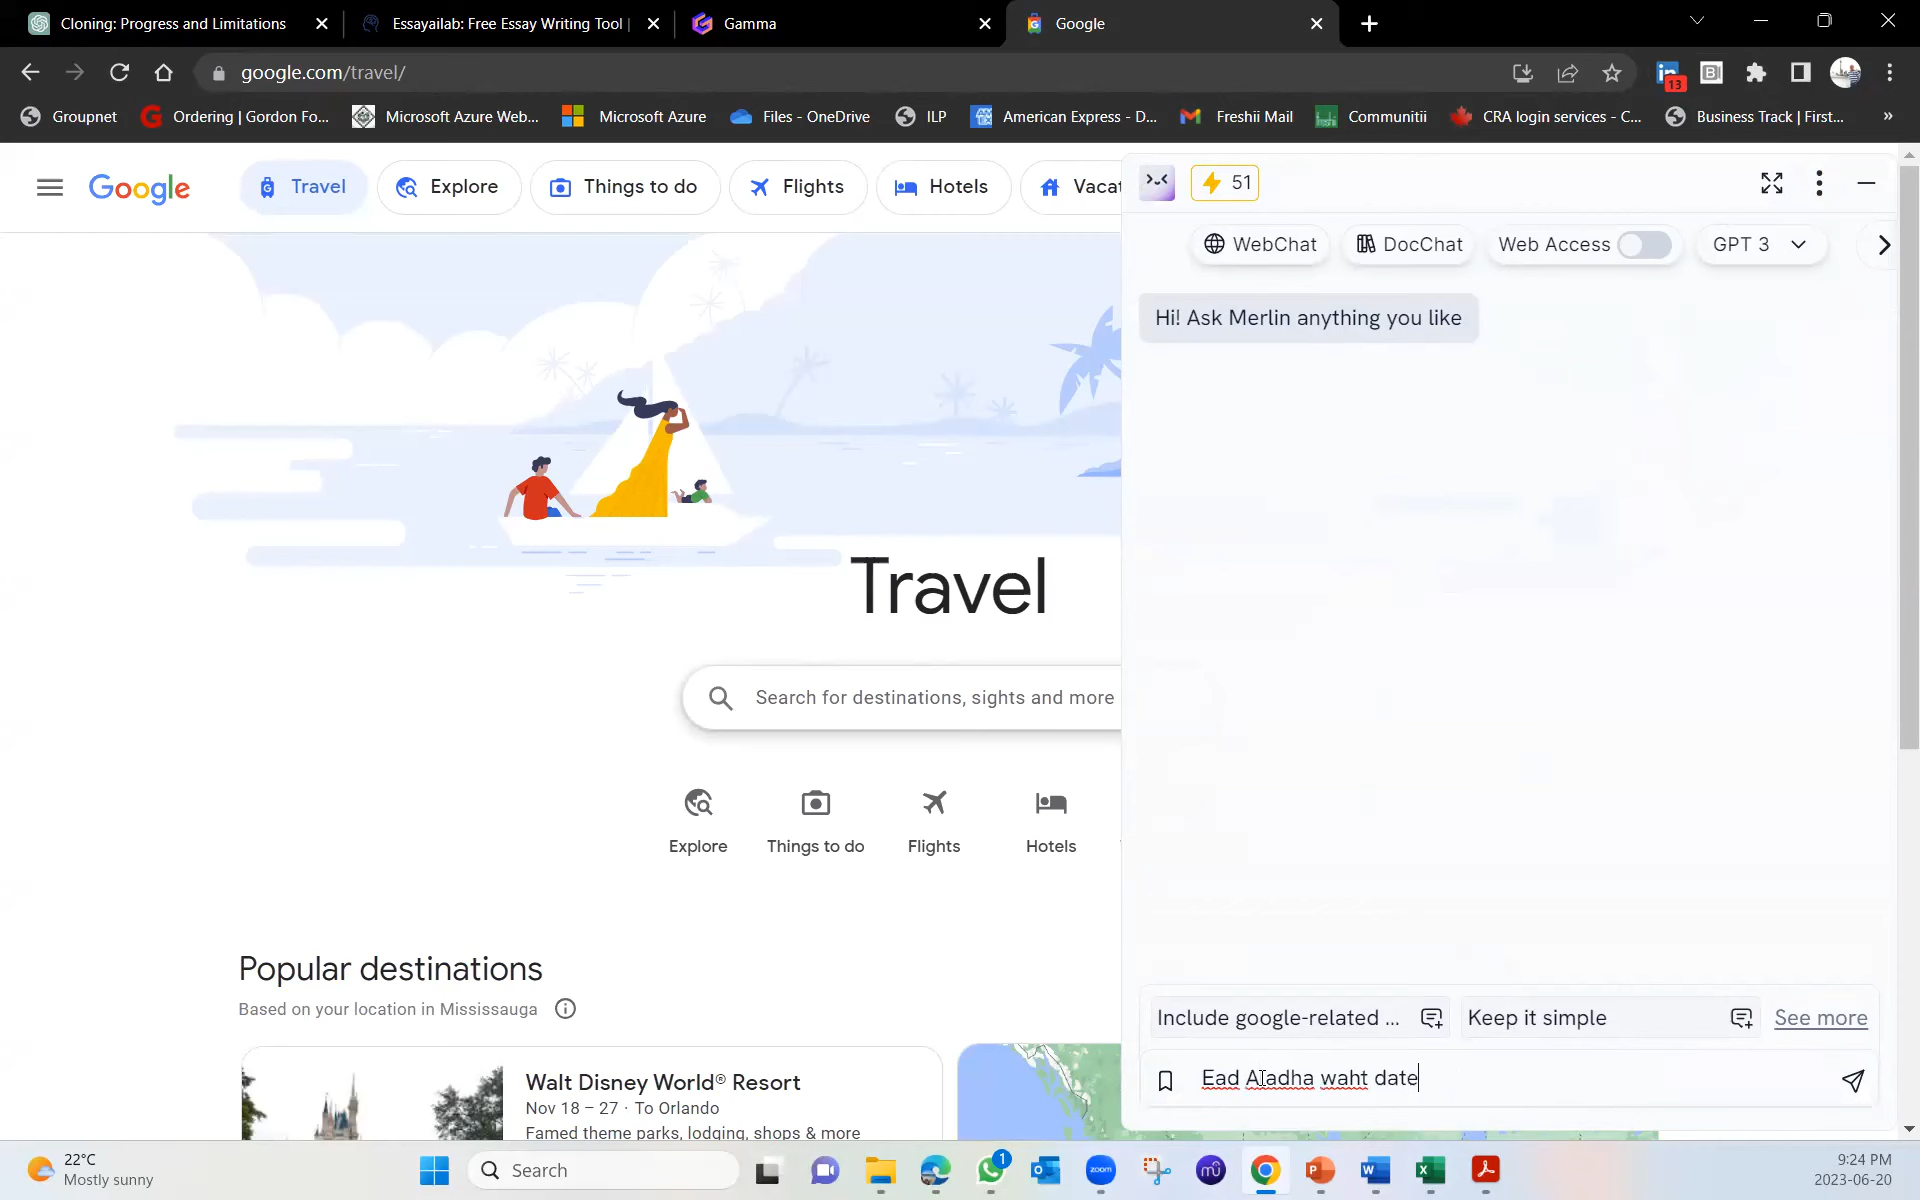 Cloning: Progress and Limitations
Essayailab: Free Essay Writing Tool |
Gamma
Google
google.com/travel/
13
Groupnet
Ordering | Gordon Fo...
Microsoft Azure Web...
Microsoft Azure
Files - OneDrive
ILP
American Express - D...
Freshii Mail
Communitii
CRA login services - C...
Business Track | First...
»
Google
Travel
Explore
Things to do
Flights
Hotels
Vacat
51
WebChat
DocChat
Web Access
GPT 3
Hi! Ask Merlin anything you like
Travel
Search for destinations, sights and more
Explore
Things to do
Flights
Hotels
Popular destinations
Based on your location in Mississauga
Walt Disney World® Resort
Nov 18 – 27 · To Orlando
Famed theme parks, lodging, shops & more
Include google-related ...
Keep it simple
See more
Ead Aladha waht date
22°C
Mostly sunny
Search
1
zoom
9:24 PM
2023-06-20